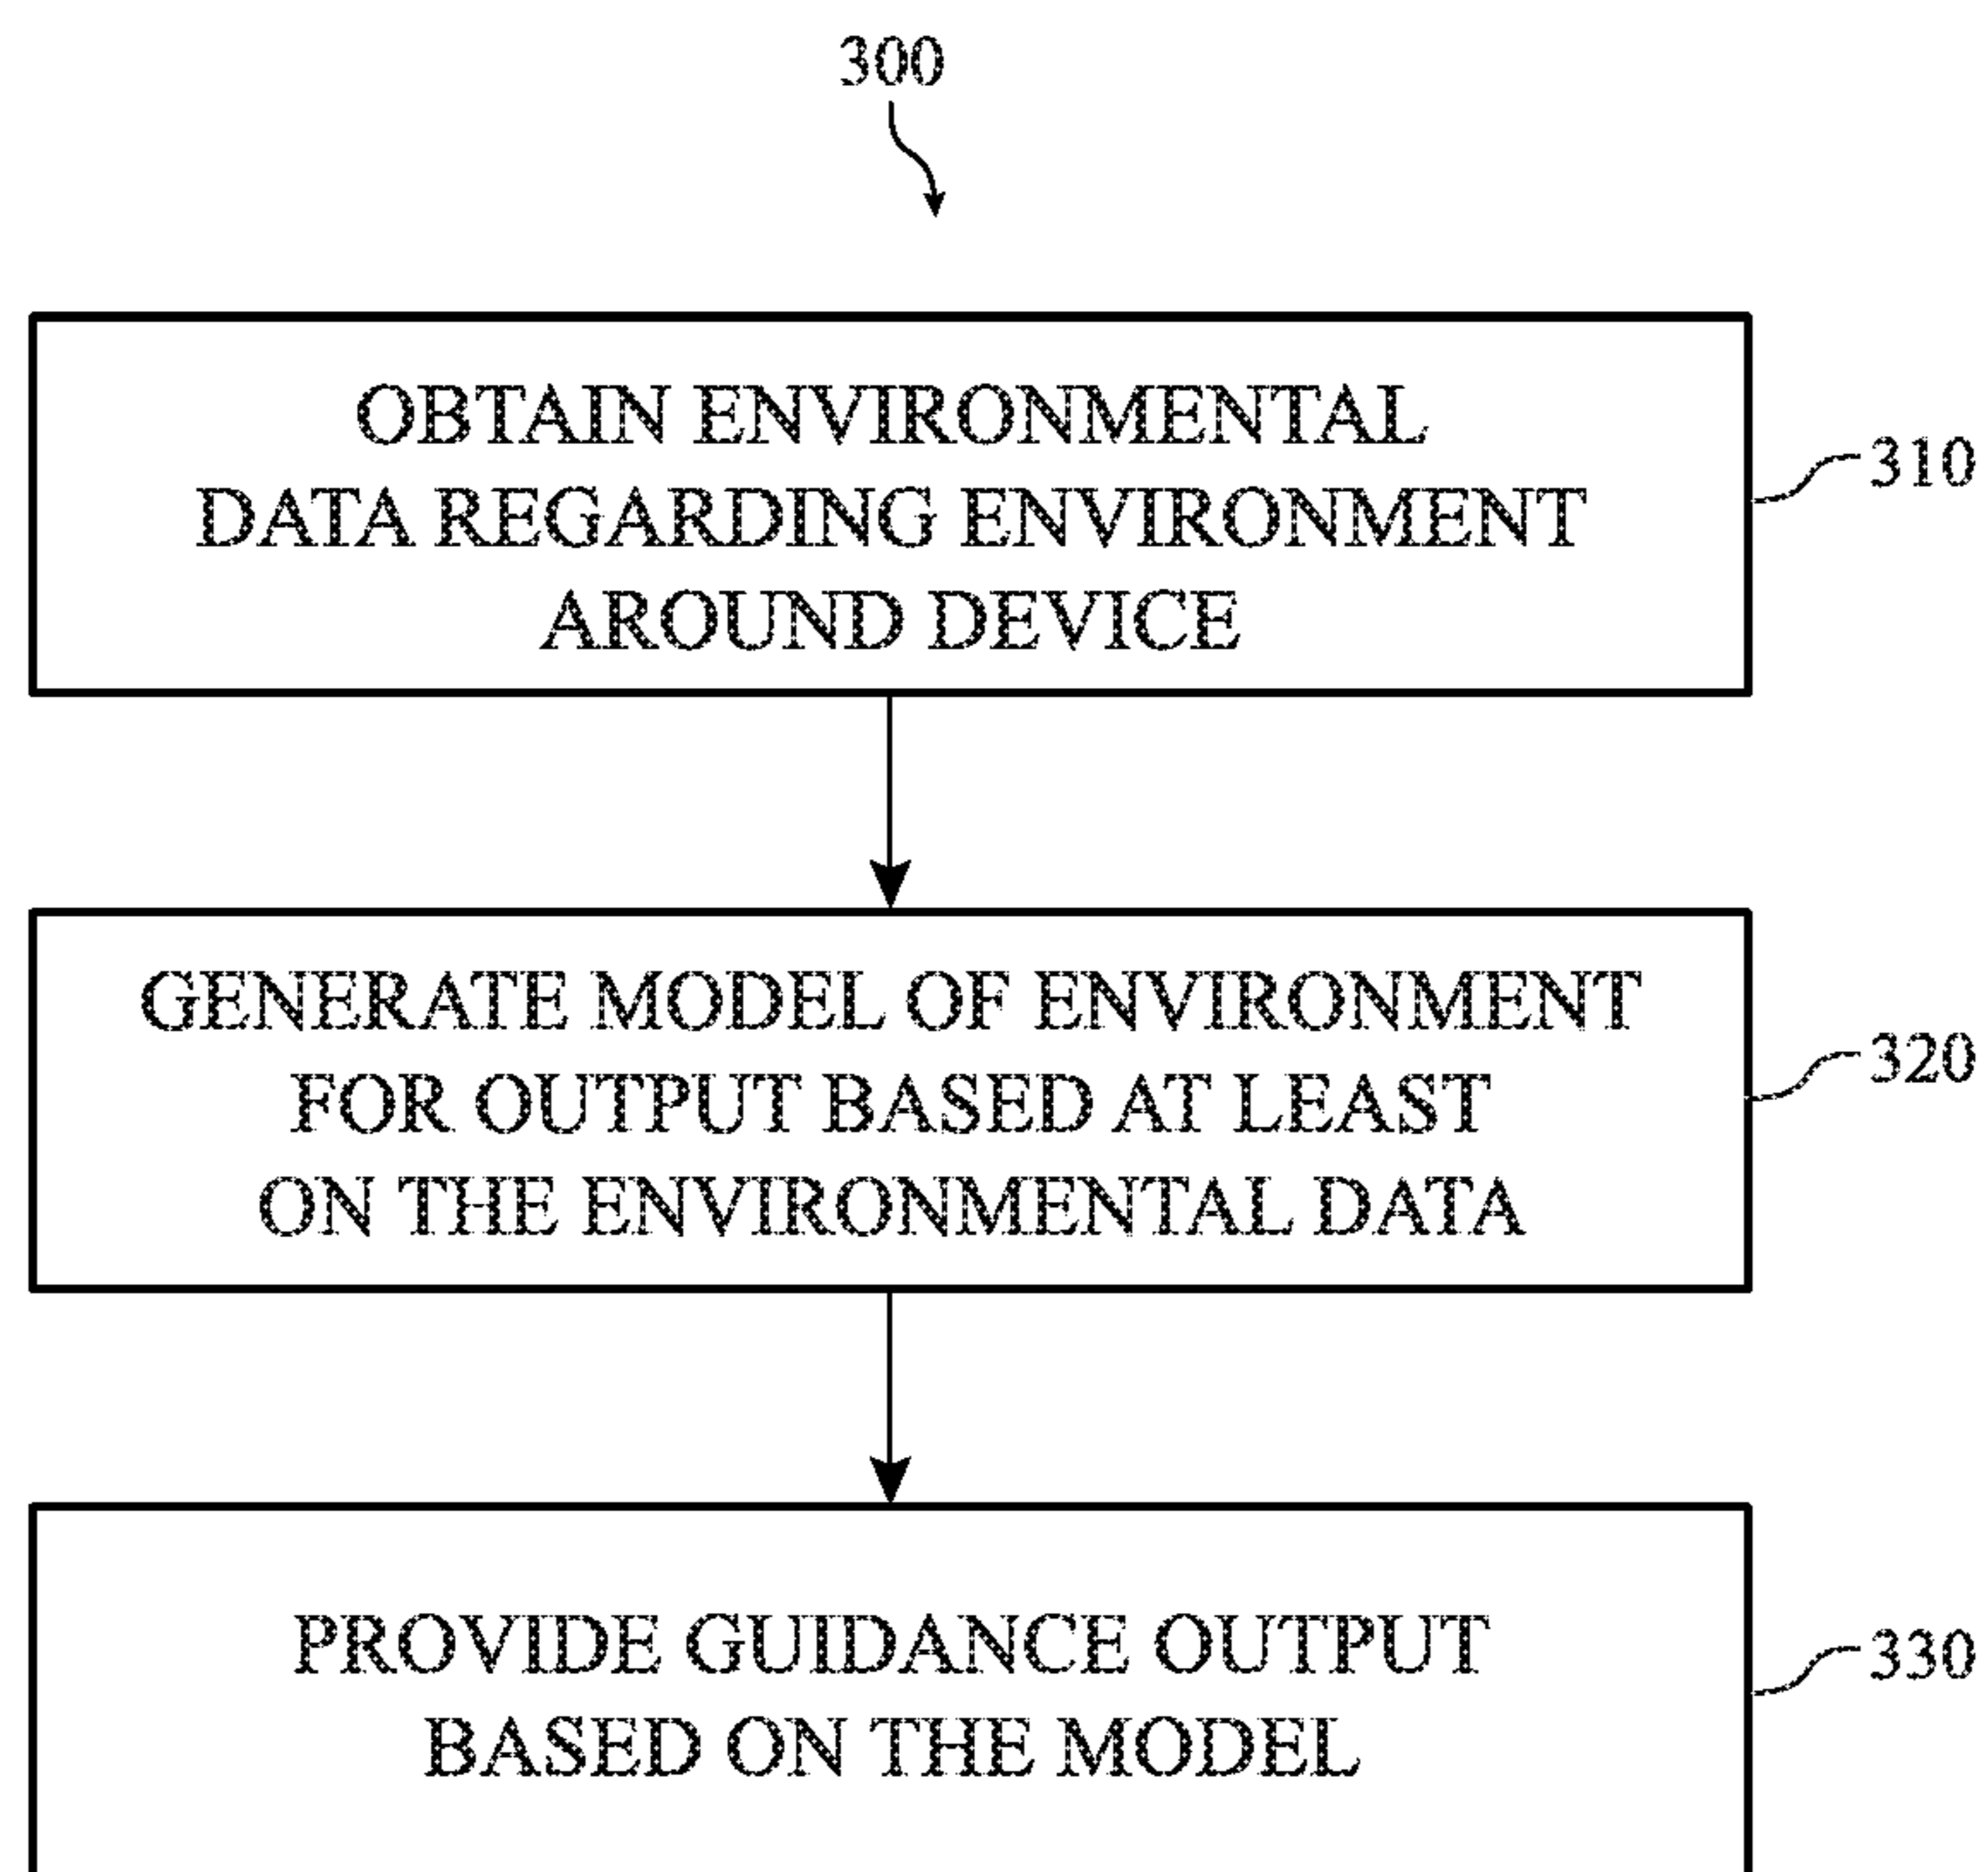 300
OBTAIN ENVIRONMENTAL
DATA REGARDING ENVIRONMENT
AROUND DEVICE
310
GENERATE MODEL OF ENVIRONMENT
FOR OUTPUT BASED AT LEAST
ON THE ENVIRONMENTAL DATA
320
PROVIDE GUIDANCE OUTPUT
BASED ON THE MODEL
330